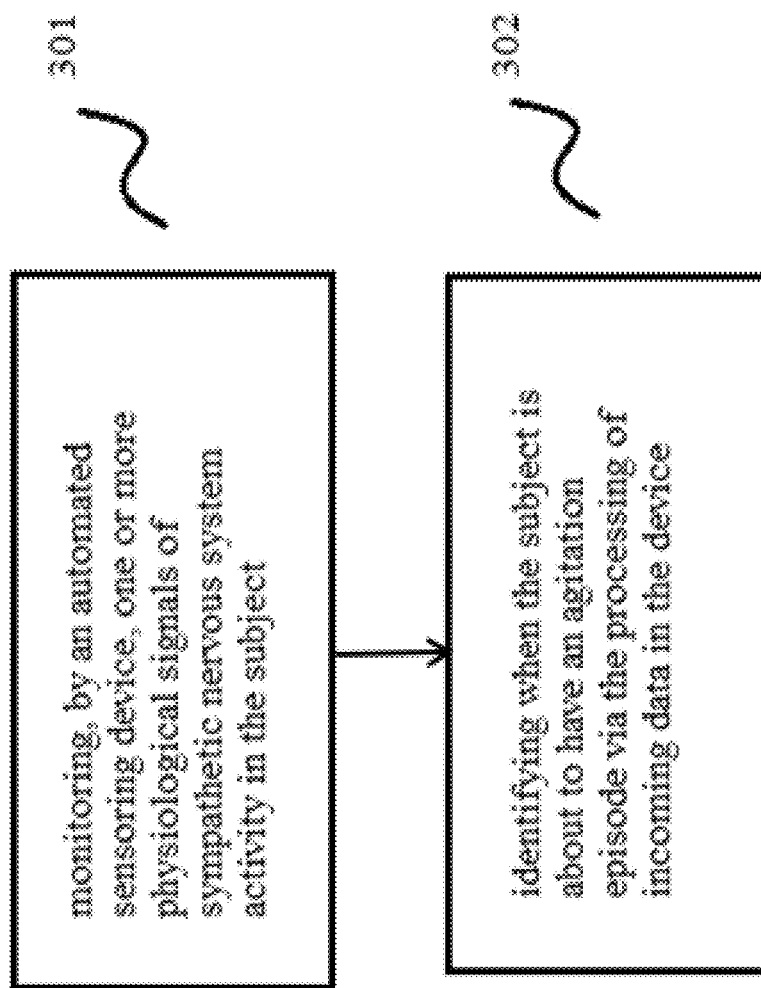 monitoring, by an automated
sensoring device, one or more
physiological signals of
sympathetic nervous system
activity in the subject
301
identifying when the subject is
about to have an agitation
episode via the processing of
incoming data in the device
302